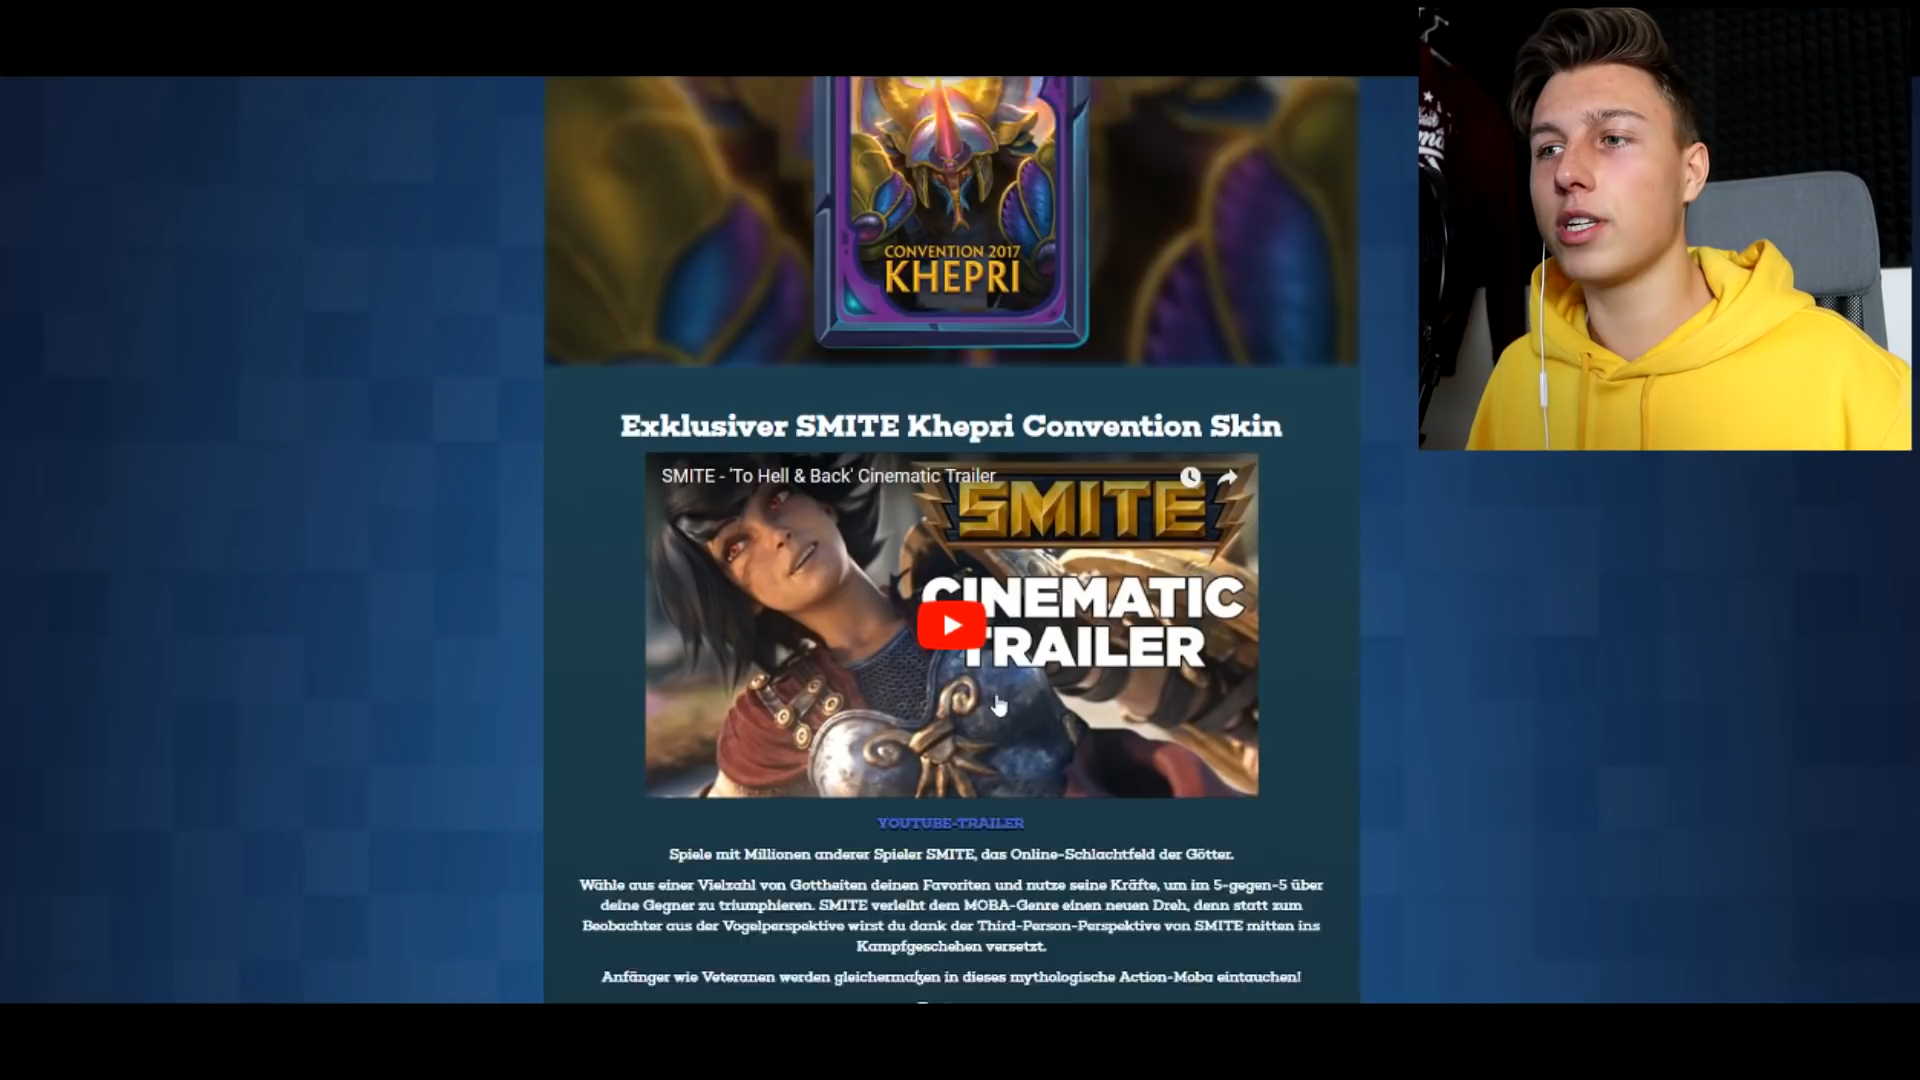 CONVENTION 2017
KHEPRI
Exklusiver SMITE Khepri Convention Skin
SMITE - 'To Hell & Back' Cinematic Trailer
SMITE
CINEMATIC
TRAILER
YOUTUBE-TRAILER
Spiele mit Millionen anderer Spieler SMITE, das Online-Schlachtfeld der Götter.
Wähle aus einer Vielzahl von Gottheiten deinen Favoriten und nutze seine Kräfte, um im 5-gegen-5 über
deine Gegner zu triumphieren. SMITE verleiht dem MOBA-Genre einen neuen Dreh, denn statt zum
Beobachter aus der Vogelperspektive wirst du dank der Third-Person-Perspektive von SMITE mitten ins
Kampfgeschehen versetzt.
Anfänger wie Veteranen werden gleichermaßen in dieses mythologische Action-Moba eintauchen!